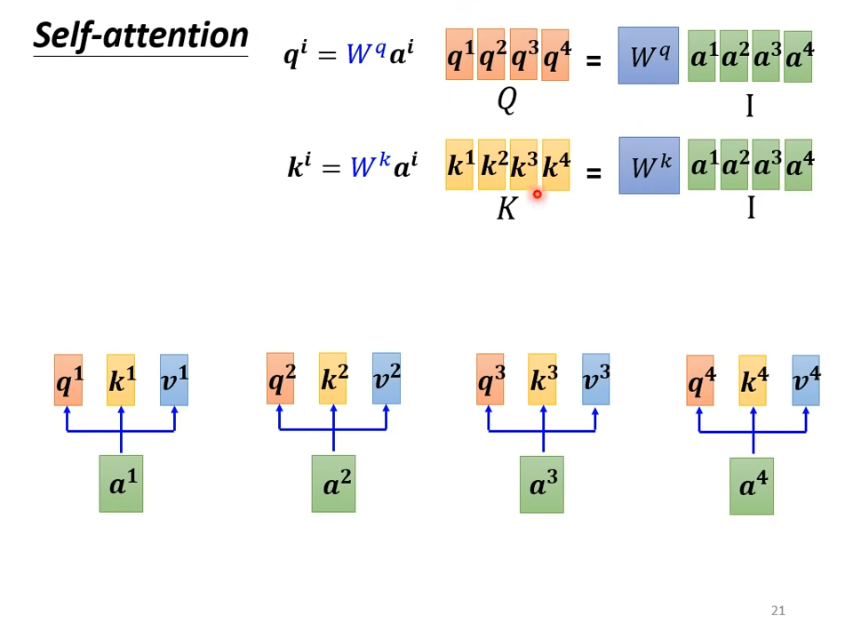 Self-attention
qⁱ = W^q aⁱ   q¹ q² q³ q⁴ = W^q a¹ a² a³ a⁴
Q   I
kⁱ = W^k aⁱ   k¹ k² k³ k⁴ = W^k a¹ a² a³ a⁴
K   I
q¹ k¹ v¹   q² k² v²   q³ k³ v³   q⁴ k⁴ v⁴
a¹   a²   a³   a⁴
21